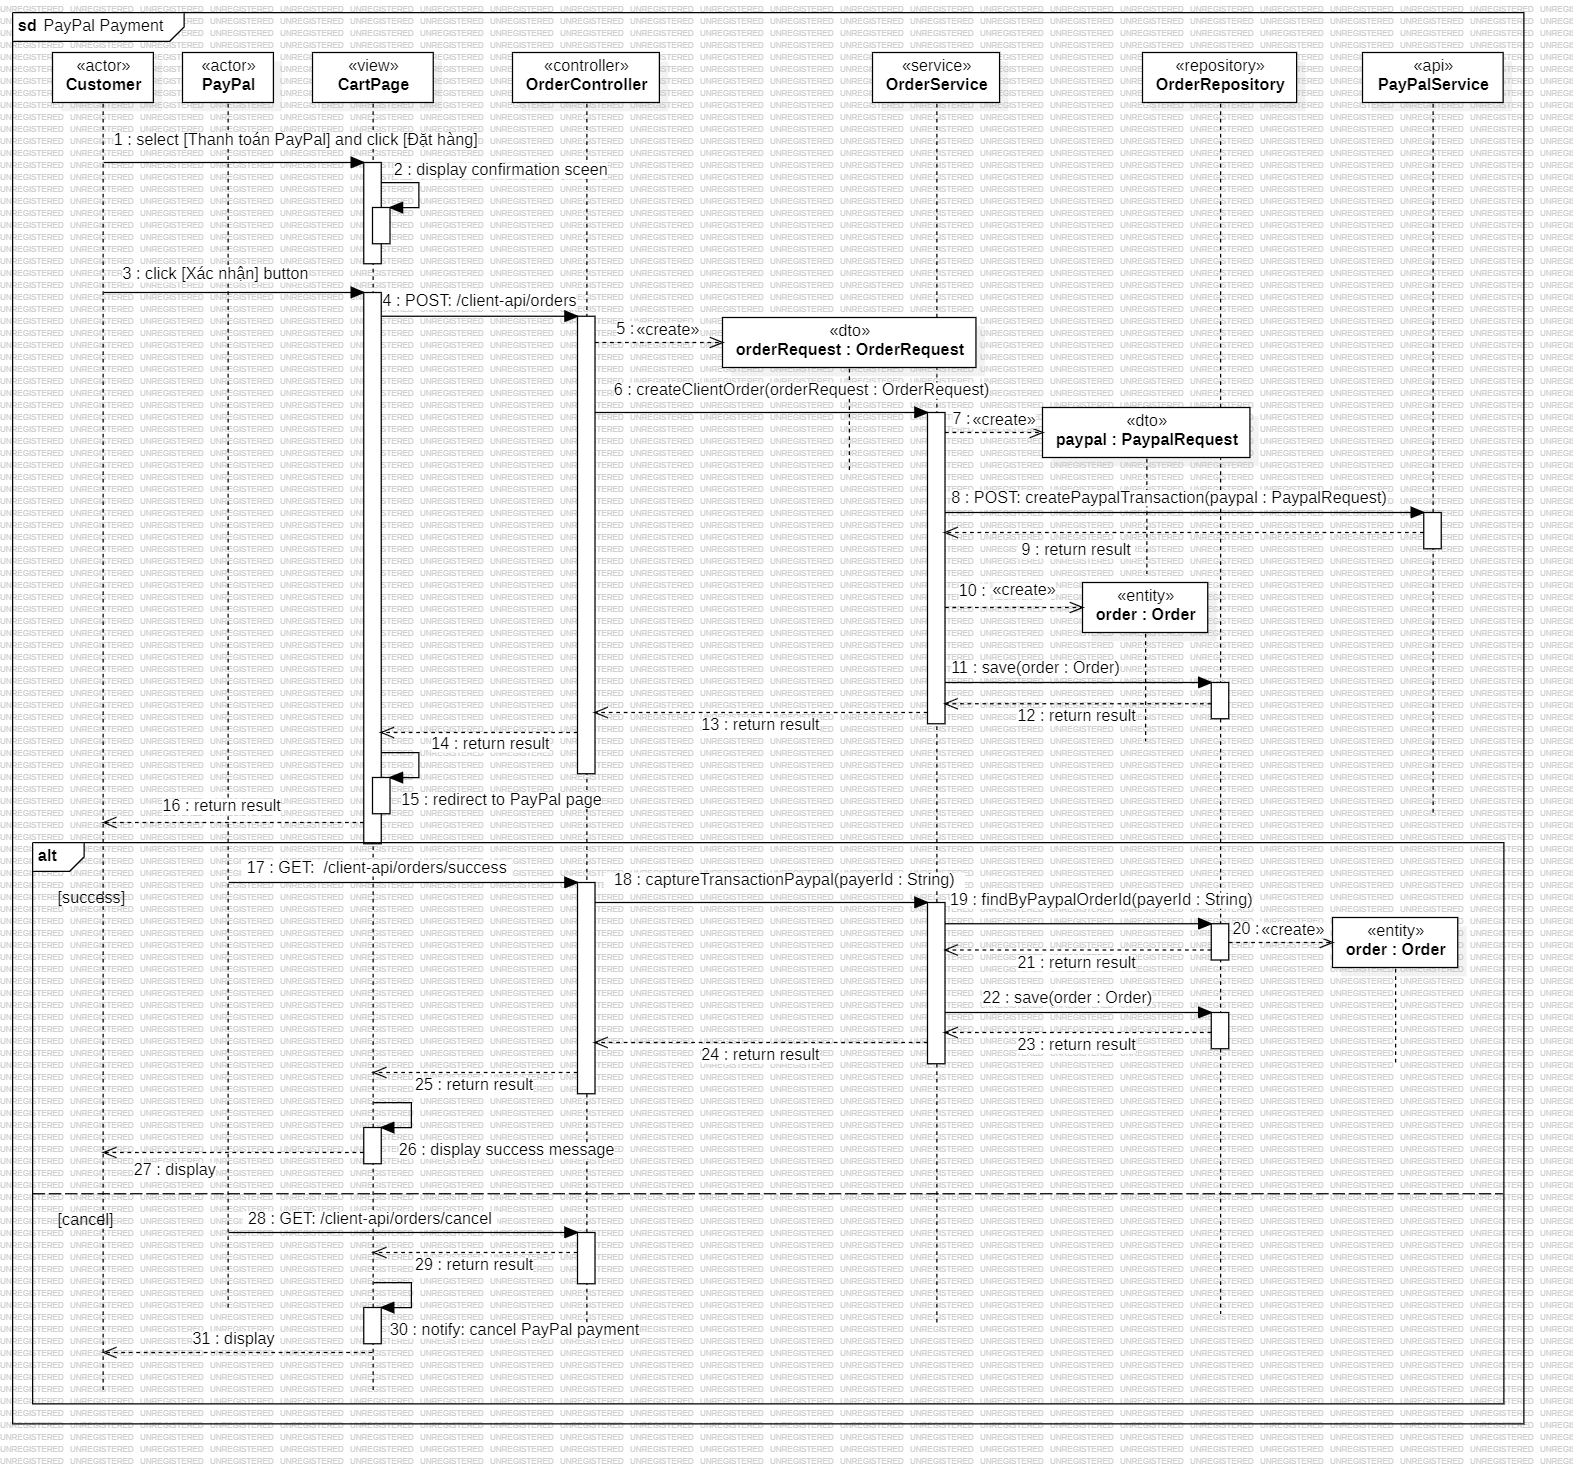 sd PayPal Payment
«actor»
Customer
«actor»
PayPal
«view»
CartPage
«controller»
OrderController
«service»
OrderService
«repository»
OrderRepository
«api»
PayPalService
1 : select [Thanh toán PayPal] and click [Đặt hàng]
2 : display confirmation sceen
3 : click [Xác nhận] button
4 : POST: /client-api/orders
5 : «create»
«dto»
orderRequest : OrderRequest
6 : createClientOrder(orderRequest : OrderRequest)
7 : «create»
«dto»
paypal : PaypalRequest
8 : POST: createPaypalTransaction(paypal : PaypalRequest)
9 : return result
10 : «create»
«entity»
order : Order
11 : save(order : Order)
12 : return result
13 : return result
14 : return result
15 : redirect to PayPal page
16 : return result
alt
17 : GET: /client-api/orders/success
[success]
18 : captureTransactionPaypal(payerId : String)
19 : findByPaypalOrderId(payerId : String)
20 : «create»
«entity»
order : Order
21 : return result
22 : save(order : Order)
23 : return result
24 : return result
25 : return result
26 : display success message
27 : display
[cancel]
28 : GET: /client-api/orders/cancel
29 : return result
30 : notify: cancel PayPal payment
31 : display
UNREGISTERED